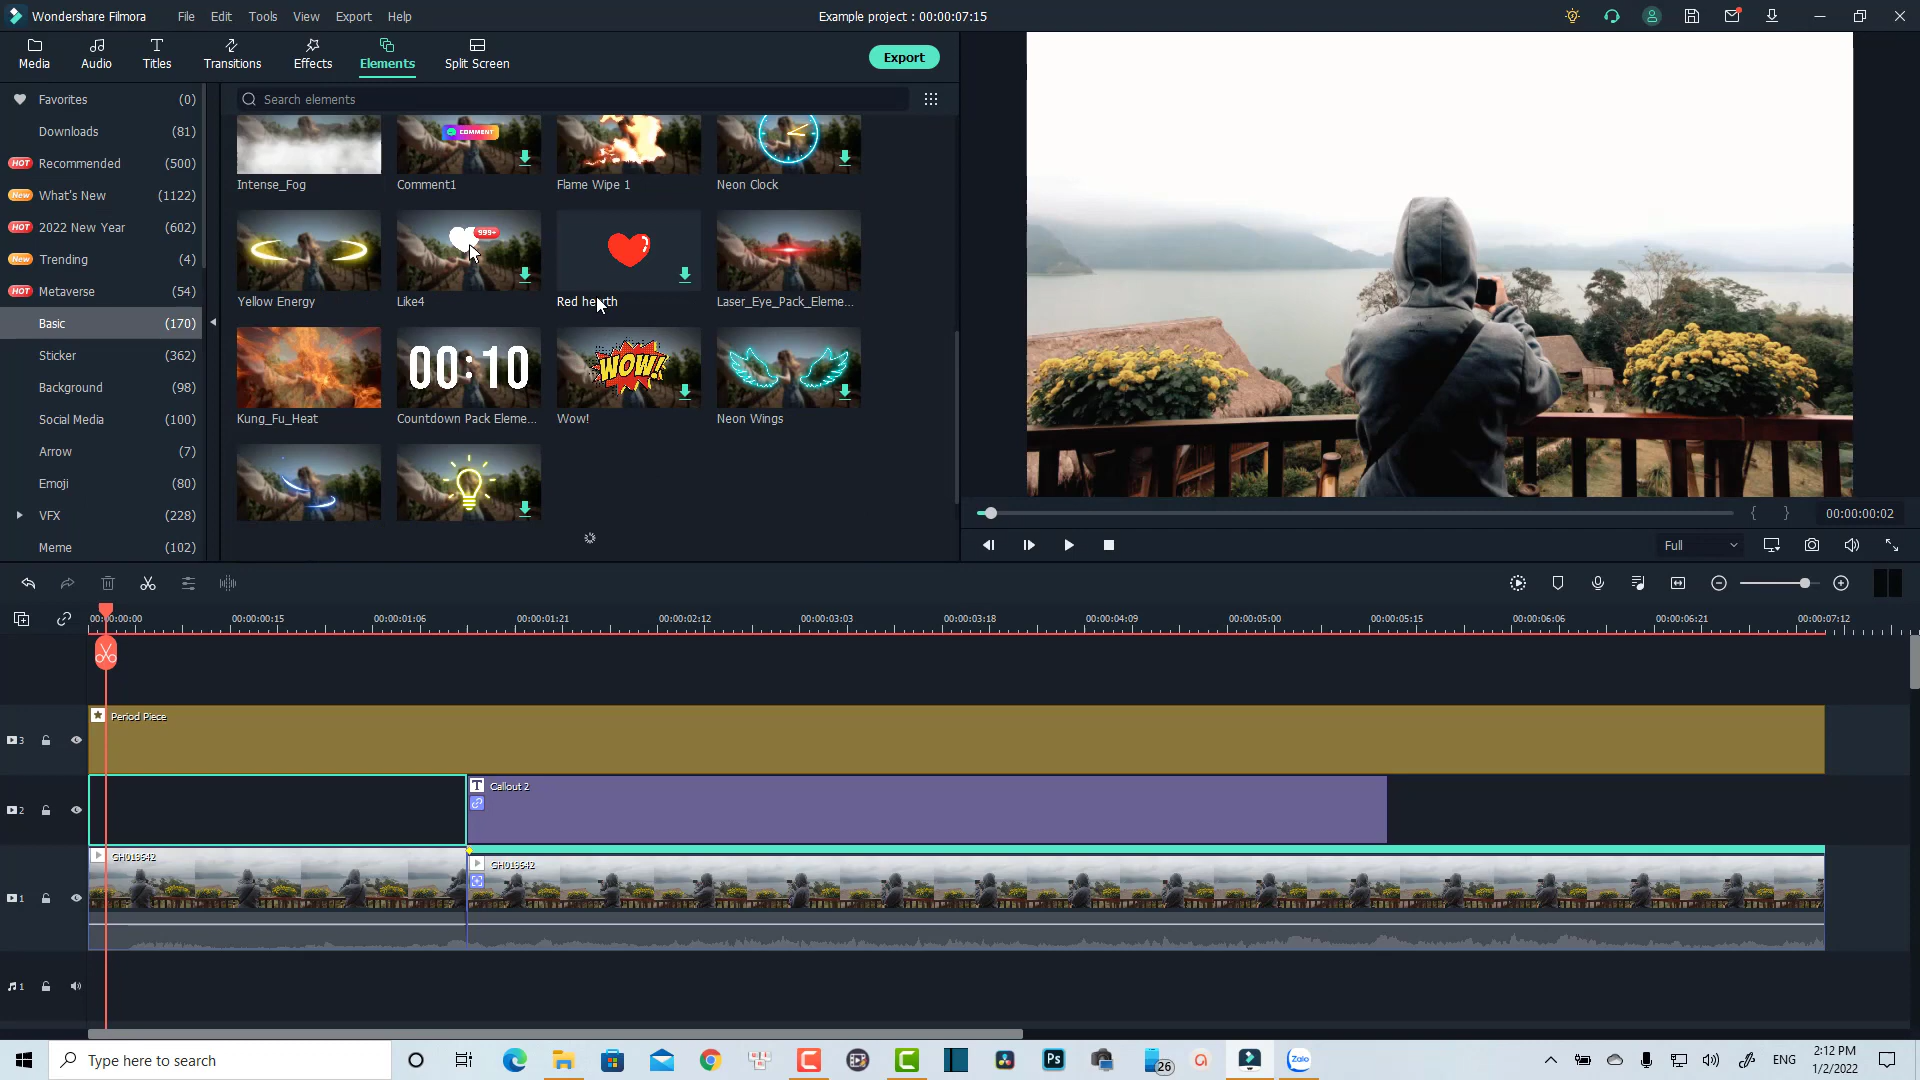 Wondershare Filmora
File Edit Tools View Export Help
Example project : 00:00:07:15
Media Audio Titles Transitions Effects Elements Split Screen
Export
Search elements
Favorites (0)
Downloads (81)
HOT Recommended (500)
New What's New (1122)
HOT 2022 New Year (602)
New Trending (4)
HOT Metaverse (54)
Basic (170)
Sticker (362)
Background (98)
Social Media (100)
Arrow (7)
Emoji (80)
VFX (228)
Meme (102)
COMMENT
Intense_Fog Comment1 Flame Wipe 1 Neon Clock
999+
Yellow Energy Like4 Laser_Eye_Pack_Eleme...
00:10 WOW!
Kung_Fu_Heat Countdown Pack Eleme... Wow! Neon Wings
00:00:00:02
Full
00:00:00:00 00:00:00:15 00:00:01:06 00:00:01:21 00:00:02:12 00:00:03:03 00:00:03:18 00:00:04:09 00:00:05:00 00:00:05:15 00:00:06:06 00:00:06:21 00:00:07:12
3 Period Piece
2 T Callout 2
GH019642 GH019642
1
1
Type here to search
Ps
26
Zalo
ENG
2:12 PM
1/2/2022